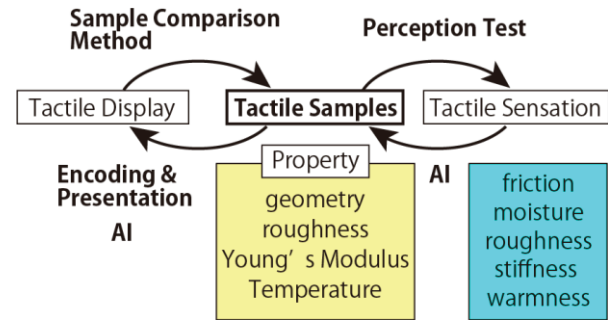 Sample Comparison
Method
Perception Test
Tactile Display
Tactile Samples
Tactile Sensation
Encoding &
Presentation
AI
Property
geometry
roughness
Young’s Modulus
Temperature
AI
friction
moisture
roughness
stiffness
warmness